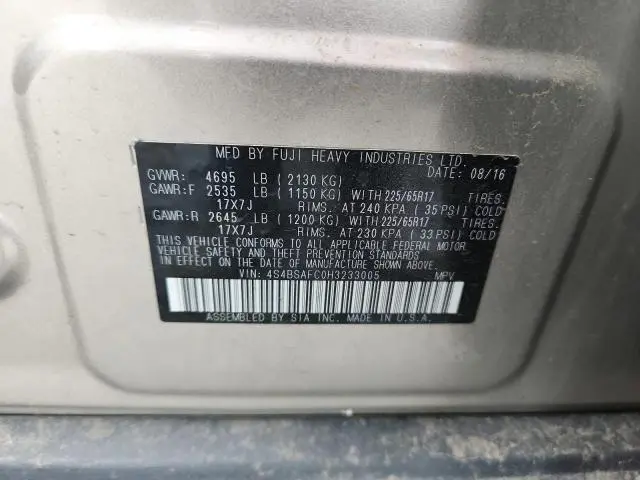 MFD BY FUJI HEAVY INDUSTRIES LTD.
DATE: 08/16
GVWR: 4695 LB ( 2130 KG)
GAWR:F 2535 LB ( 1150 KG) WITH 225/65R17 TIRES.
17X7J RIMS. AT 240 KPA ( 35 PSI) COLD
GAWR:R 2645 LB ( 1200 KG) WITH 225/65R17 TIRES.
17X7J RIMS. AT 230 KPA ( 33 PSI) COLD
THIS VEHICLE CONFORMS TO ALL APPLICABLE FEDERAL MOTOR
VEHICLE SAFETY AND THEFT PREVENTION STANDARDS
IN EFFECT ON THE DATE OF MANUFACTURE SHOWN ABOVE.
VIN: 4S4BSAFC0H3233005 MPV
ASSEMBLED BY SIA INC. MADE IN U.S.A.